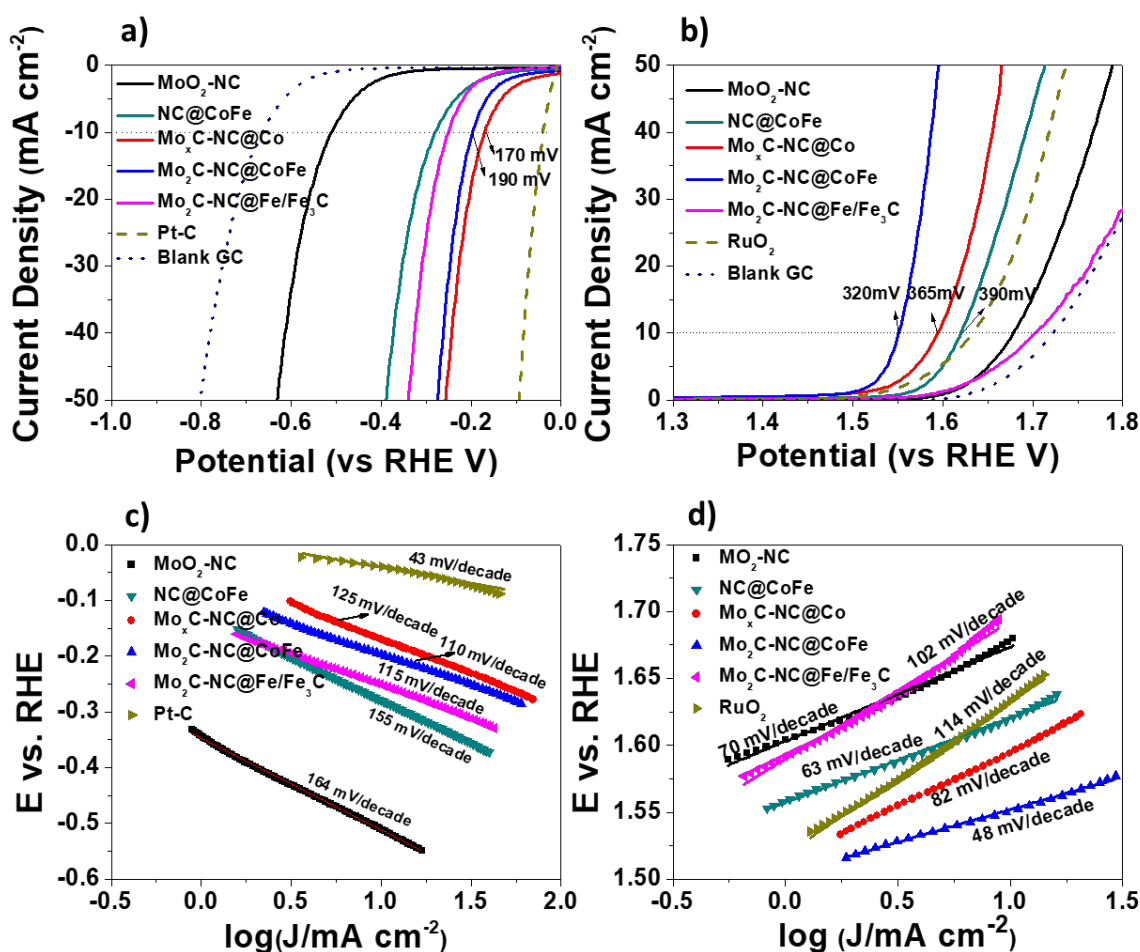 a)
Current Density (mA cm⁻²)
0
-10
-20
-30
-40
-50
MoO₂-NC
NC@CoFe
MoₓC-NC@Co
Mo₂C-NC@CoFe
Mo₂C-NC@Fe/Fe₃C
Pt-C
Blank GC
170 mV
190 mV
-1.0 -0.8 -0.6 -0.4 -0.2 -0.0
Potential (vs RHE V)
b)
Current Density (mA cm⁻²)
50
40
30
20
10
0
MoO₂-NC
NC@CoFe
MoₓC-NC@Co
Mo₂C-NC@CoFe
Mo₂C-NC@Fe/Fe₃C
RuO₂
Blank GC
320mV 365mV 390mV
1.3 1.4 1.5 1.6 1.7 1.8
Potential (vs RHE V)
c)
E vs. RHE
0.0
-0.1
-0.2
-0.3
-0.4
-0.5
-0.6
MoO₂-NC
NC@CoFe
MoₓC-NC@Co
Mo₂C-NC@CoFe
Mo₂C-NC@Fe/Fe₃C
Pt-C
43 mV/decade
125 mV/decade
110 mV/decade
115 mV/decade
155 mV/decade
164 mV/decade
-0.5 0.0 0.5 1.0 1.5 2.0
log(J/mA cm⁻²)
d)
E vs. RHE
1.75
1.70
1.65
1.60
1.55
1.50
MO₂-NC
NC@CoFe
MoₓC-NC@Co
Mo₂C-NC@CoFe
Mo₂C-NC@Fe/Fe₃C
RuO₂
102 mV/decade
70 mV/decade
114 mV/decade
63 mV/decade
82 mV/decade
48 mV/decade
-0.5 0.0 0.5 1.0 1.5
log (J/mA cm⁻²)